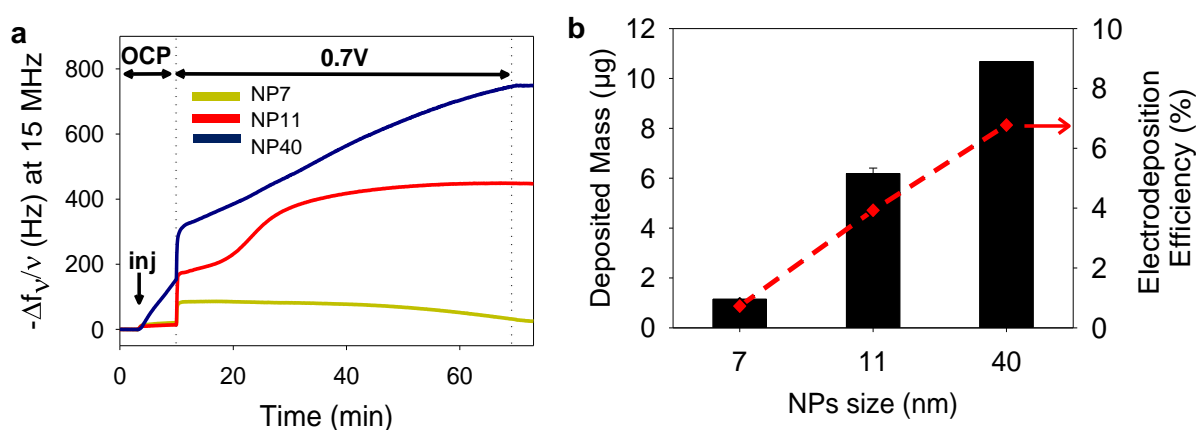 a
OCP
0.7V
800
600
400
200
0
-Δfν/ν (Hz) at 15 MHz
NP7
NP11
NP40
inj
0 20 40 60
Time (min)
b
12
10
8
6
4
2
0
Deposited Mass (µg)
10
8
6
4
2
0
Electrodeposition
Efficiency (%)
7 11 40
NPs size (nm)